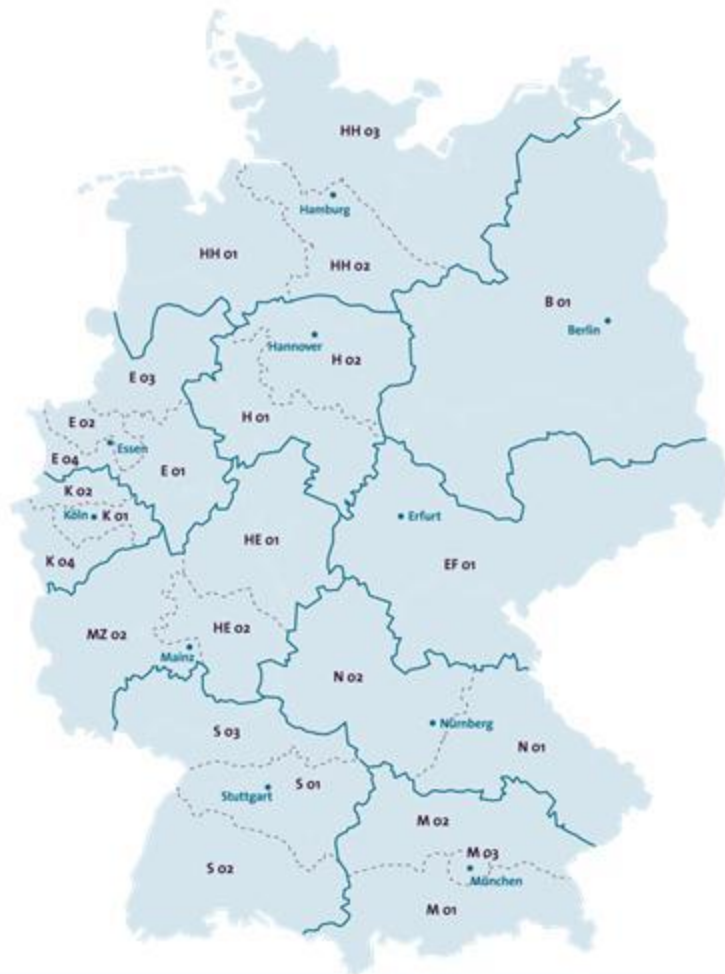 HH 03
Hamburg
HH 01
HH 02
B 01
Berlin
Hannover
H 02
E 03
H 01
E 02
Essen
E 04
E 01
K 02
Köln
K 01
Erfurt
HE 01
K 04
EF 01
HE 02
MZ 02
Mainz
N 02
Nürnberg
S 03
N 01
S 01
Stuttgart
M 02
M 03
S 02
München
M 01